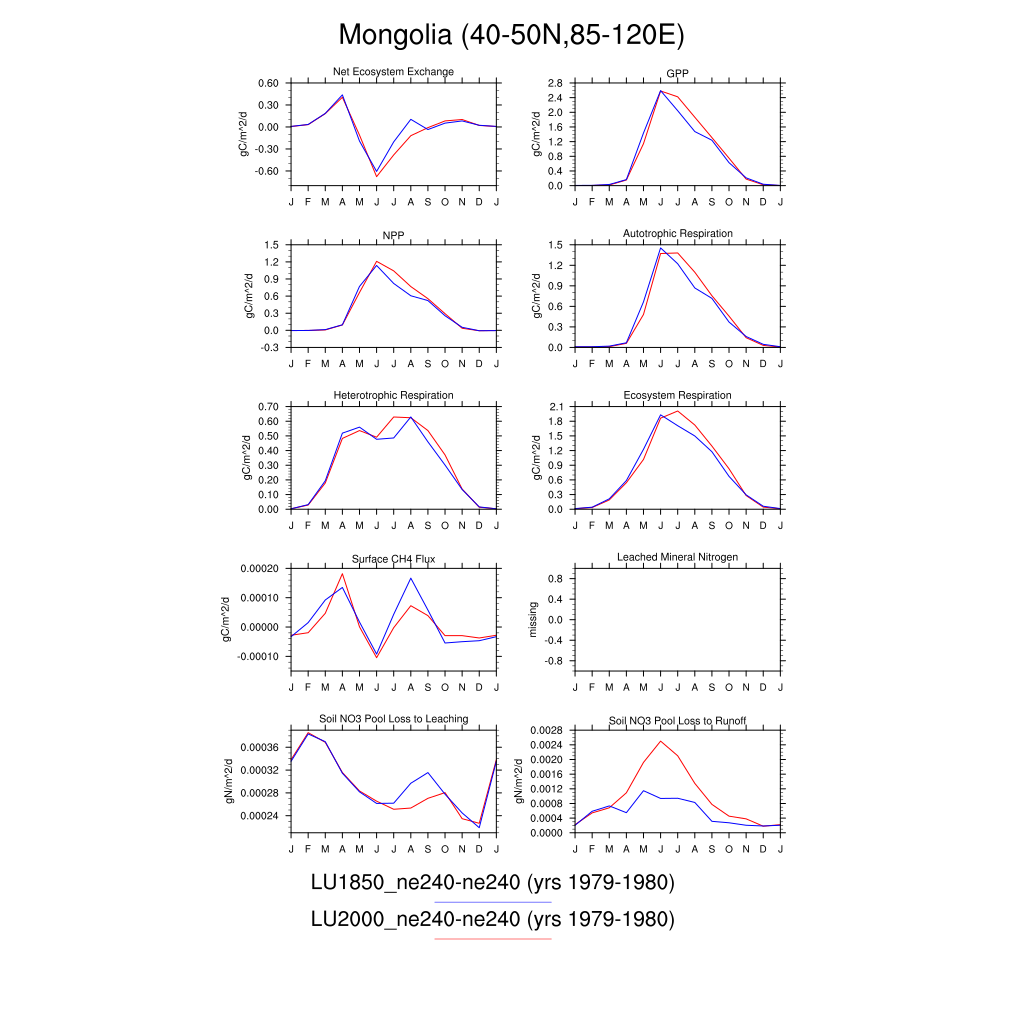 Mongolia (40-50N,85-120E)
Net Ecosystem Exchange
gC/m^2/d
0.60
0.30
0.00
-0.30
-0.60
J F M A M J J A S O N D J
GPP
gC/m^2/d
2.8
2.4
2.0
1.6
1.2
0.8
0.4
0.0
J F M A M J J A S O N D J
NPP
gC/m^2/d
1.5
1.2
0.9
0.6
0.3
0.0
-0.3
J F M A M J J A S O N D J
Autotrophic Respiration
gC/m^2/d
1.5
1.2
0.9
0.6
0.3
0.0
J F M A M J J A S O N D J
Heterotrophic Respiration
gC/m^2/d
0.70
0.60
0.50
0.40
0.30
0.20
0.10
0.00
J F M A M J J A S O N D J
Ecosystem Respiration
gC/m^2/d
2.1
1.8
1.5
1.2
0.9
0.6
0.3
0.0
J F M A M J J A S O N D J
Surface CH4 Flux
gC/m^2/d
0.00020
0.00010
0.00000
-0.00010
J F M A M J J A S O N D J
Leached Mineral Nitrogen
missing
0.8
0.4
0.0
-0.4
-0.8
J F M A M J J A S O N D J
Soil NO3 Pool Loss to Leaching
gN/m^2/d
0.00036
0.00032
0.00028
0.00024
J F M A M J J A S O N D J
Soil NO3 Pool Loss to Runoff
gN/m^2/d
0.0028
0.0024
0.0020
0.0016
0.0012
0.0008
0.0004
0.0000
J F M A M J J A S O N D J
LU1850_ne240-ne240 (yrs 1979-1980)
LU2000_ne240-ne240 (yrs 1979-1980)